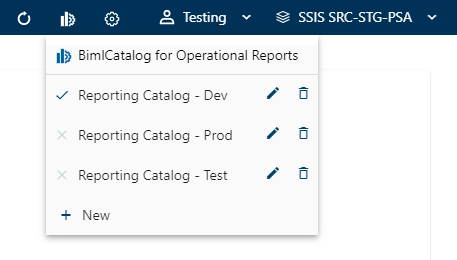 Testing
SSIS SRC-STG-PSA
BimlCatalog for Operational Reports
Reporting Catalog - Dev
Reporting Catalog - Prod
Reporting Catalog - Test
+ New